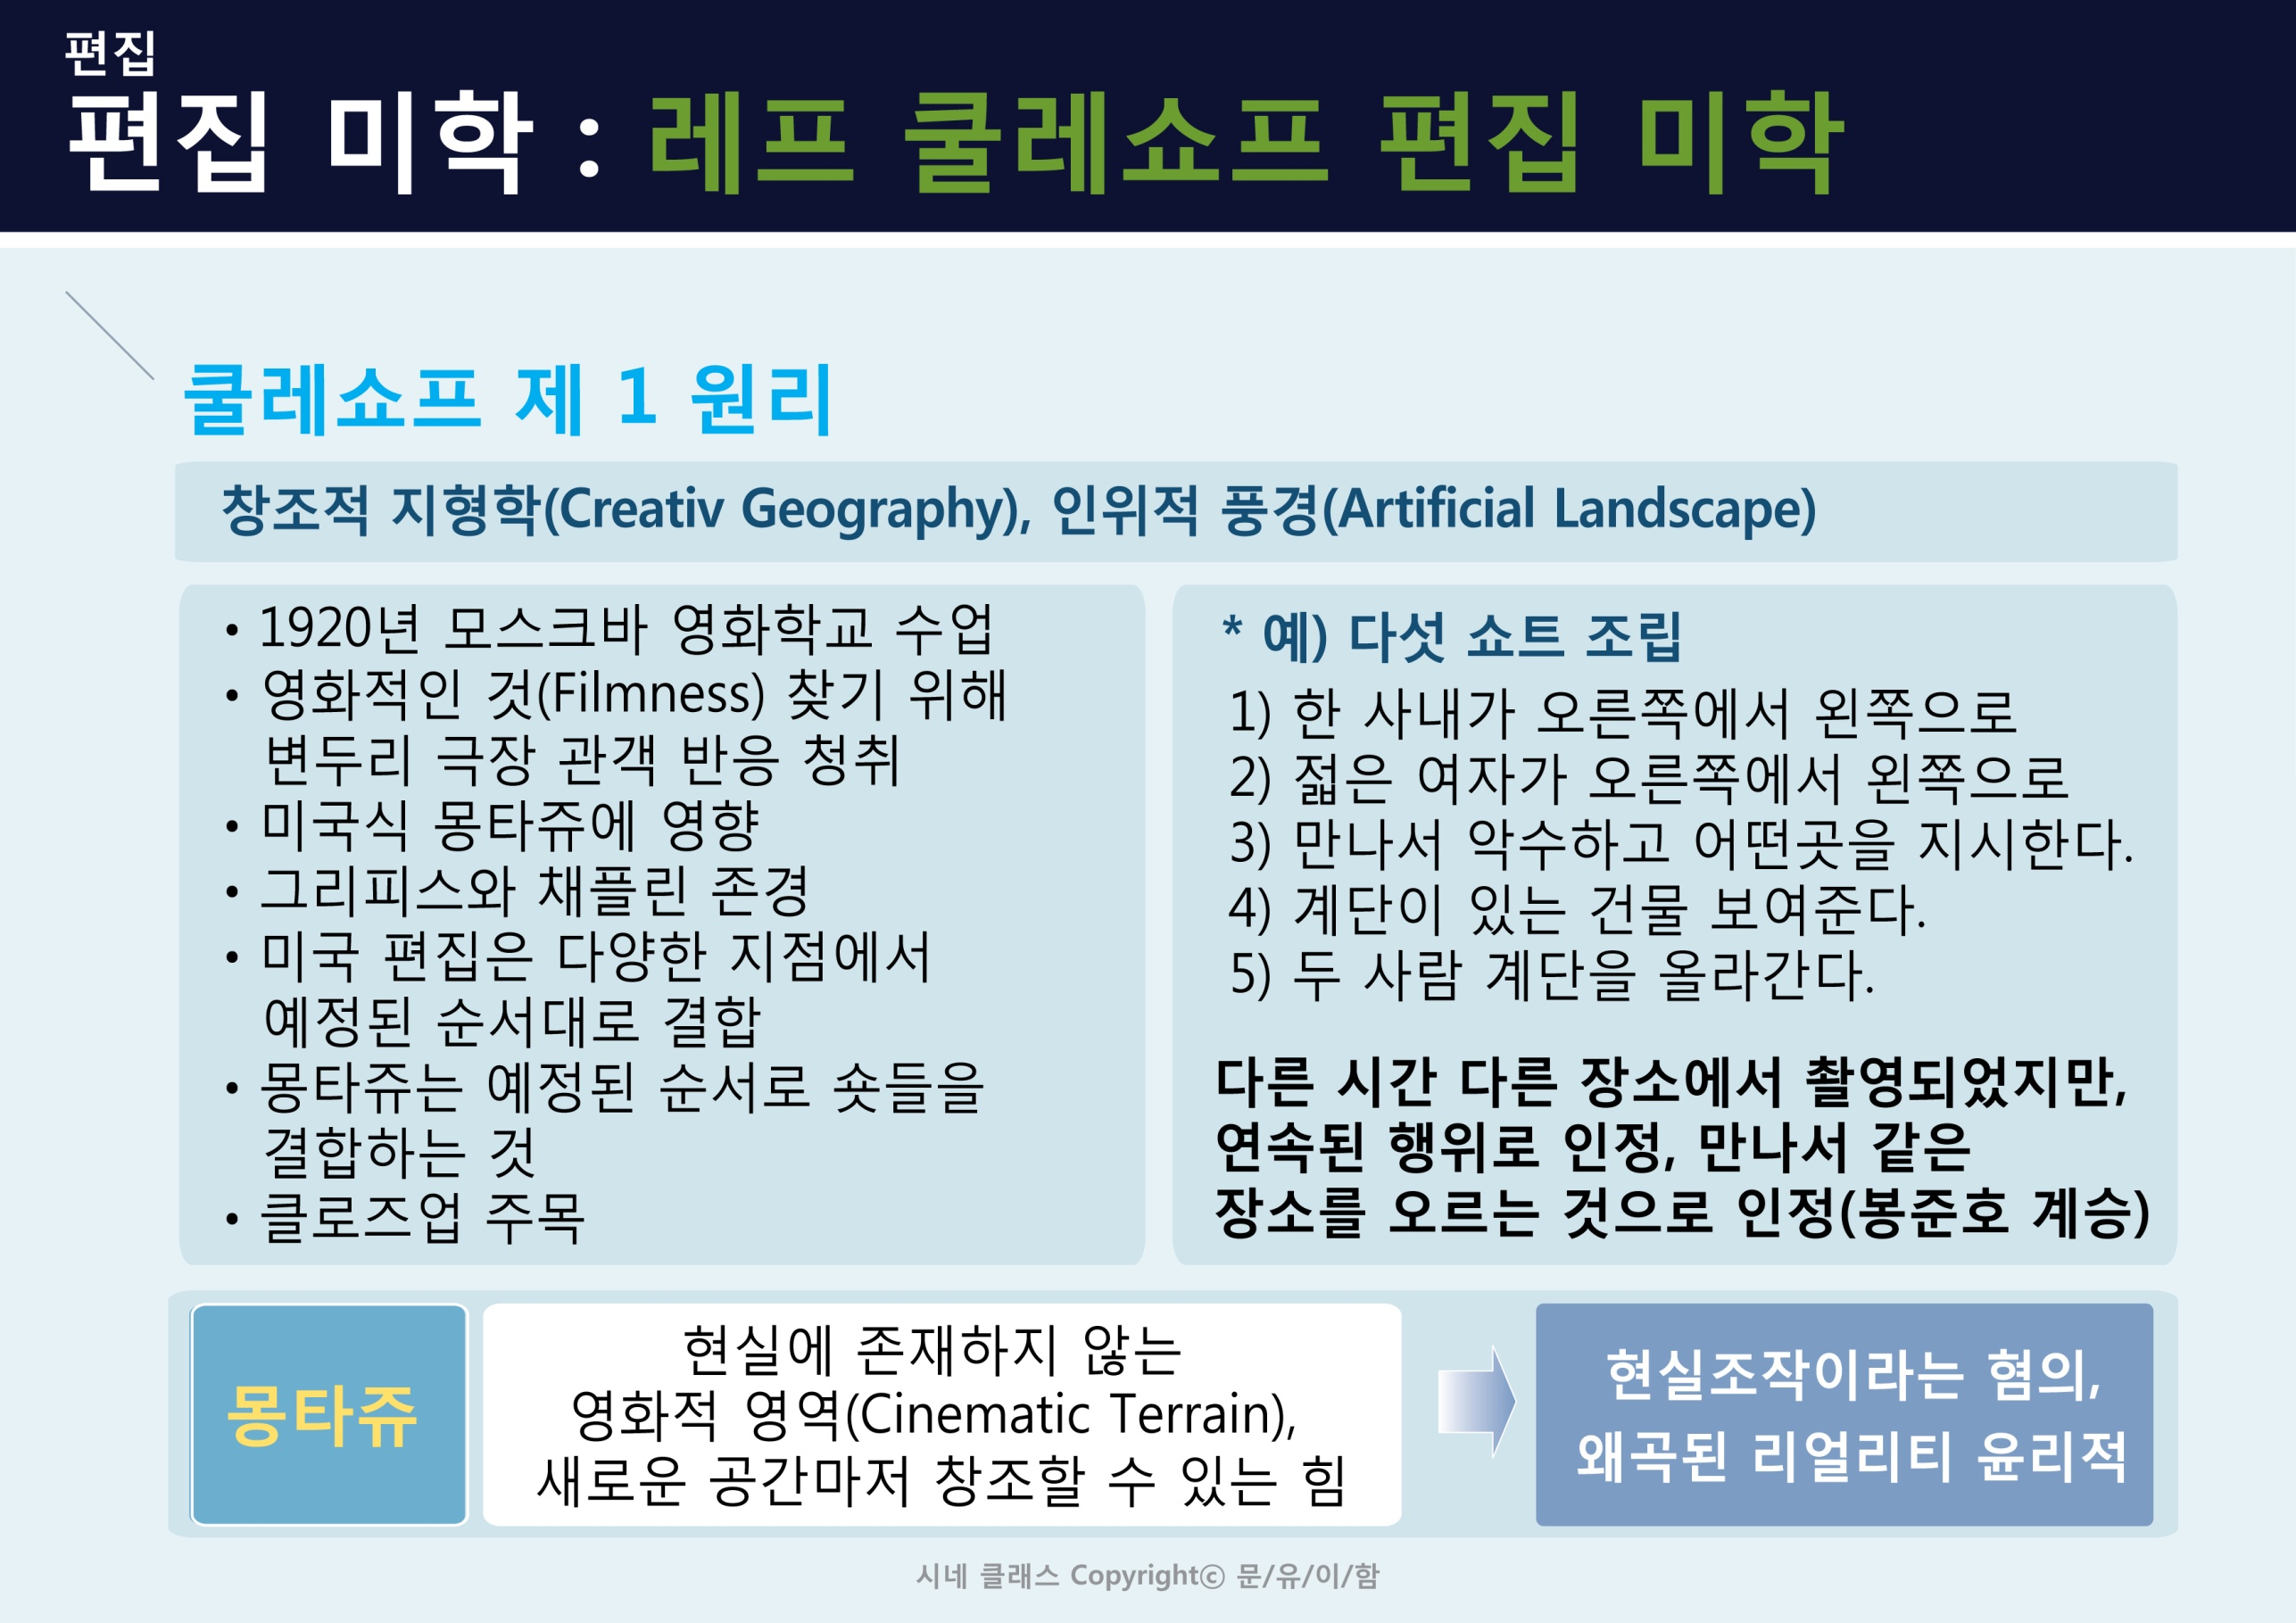 편집
편집 미학 : 레프 쿨레쇼프 편집 미학
쿨레쇼프 제 1 원리
창조적 지형학(Creativ Geography), 인위적 풍경(Artificial Landscape)
• 1920년 모스크바 영화학교 수업
• 영화적인 것(Filmness) 찾기 위해
변두리 극장 관객 반응 청취
• 미국식 몽타쥬에 영향
• 그리피스와 채플린 존경
• 미국 편집은 다양한 지점에서
예정된 순서대로 결합
• 몽타쥬는 예정된 순서로 숏들을
결합하는 것
• 클로즈업 주목
* 예) 다섯 쇼트 조립
1) 한 사내가 오른쪽에서 왼쪽으로
2) 젋은 여자가 오른쪽에서 왼쪽으로
3) 만나서 악수하고 어떤곳을 지시한다.
4) 계단이 있는 건물 보여준다.
5) 두 사람 계단을 올라간다.
다른 시간 다른 장소에서 촬영되었지만,
연속된 행위로 인정, 만나서 같은
장소를 오르는 것으로 인정(봉준호 계승)
몽타쥬
현실에 존재하지 않는
영화적 영역(Cinematic Terrain),
새로운 공간마저 창조할 수 있는 힘
현실조작이라는 혐의,
왜곡된 리얼리티 윤리적
시네 클래스 Copyright© 문/유/이/함